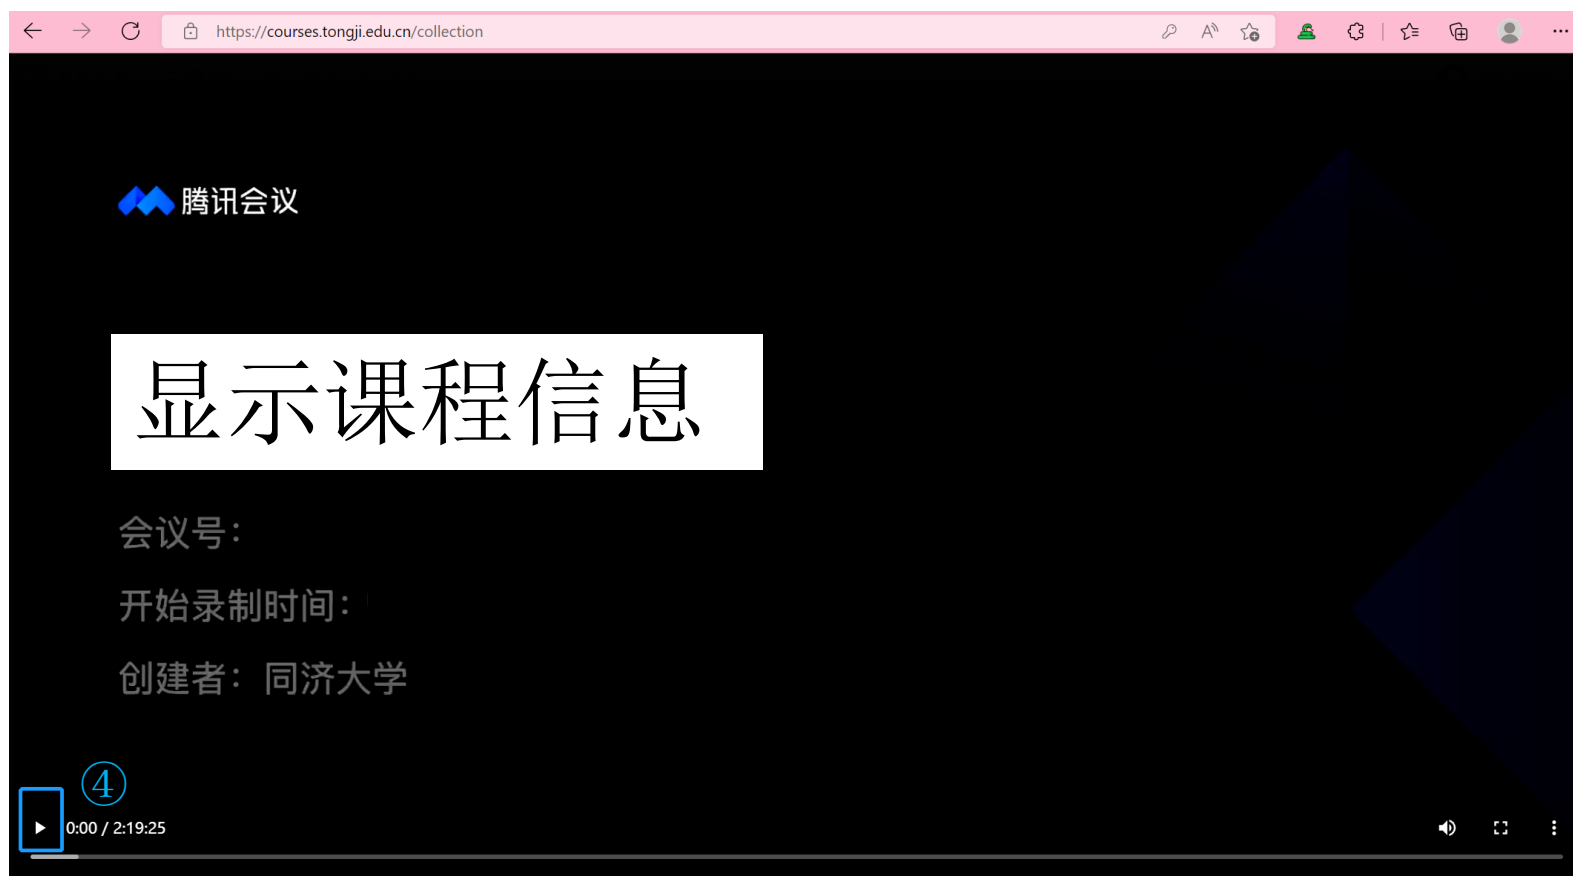 https://courses.tongji.edu.cn/collection
腾讯会议
显示课程信息
会议号：
开始录制时间：
创建者：同济大学
④
0:00 / 2:19:25